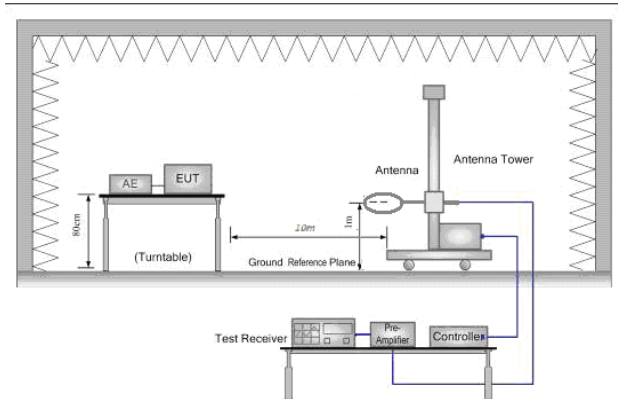 Antenna
Antenna Tower
AE
EUT
80cm
10m
1m
(Turntable)
Ground Reference Plane
Test Receiver
Pre-
Amplifier
Controller